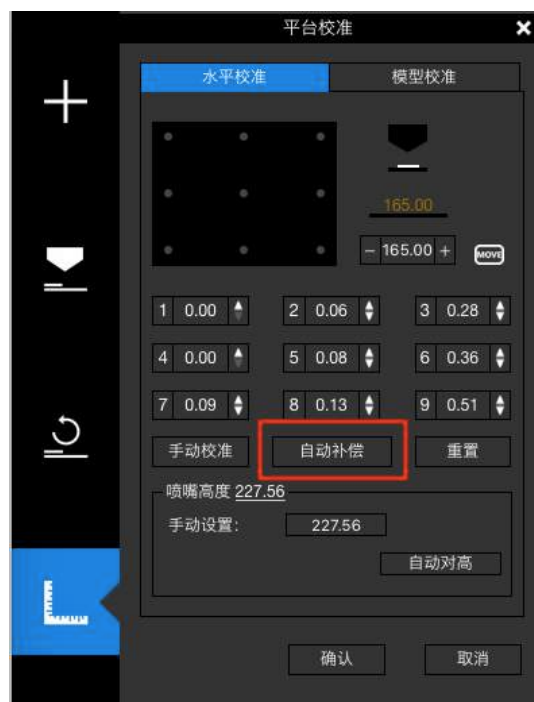 平台校准
水平校准 模型校准
165.00
− 165.00 + MOVE
1 0.00 2 0.06 3 0.28
4 0.00 5 0.08 6 0.36
7 0.09 8 0.13 9 0.51
手动校准 自动补偿 重置
喷嘴高度 227.56
手动设置: 227.56
自动对高
确认 取消